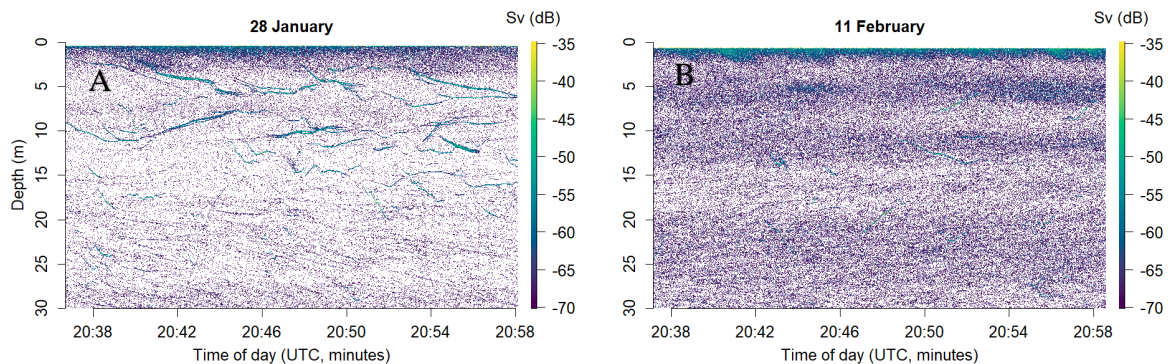 28 January
Sv (dB)
A
0
5
10
15
20
25
30
Depth (m)
20:38 20:42 20:46 20:50 20:54 20:58
Time of day (UTC, minutes)
-35
-40
-45
-50
-55
-60
-65
-70
11 February
Sv (dB)
B
0
5
10
15
20
25
30
20:38 20:42 20:46 20:50 20:54 20:58
Time of day (UTC, minutes)
-35
-40
-45
-50
-55
-60
-65
-70